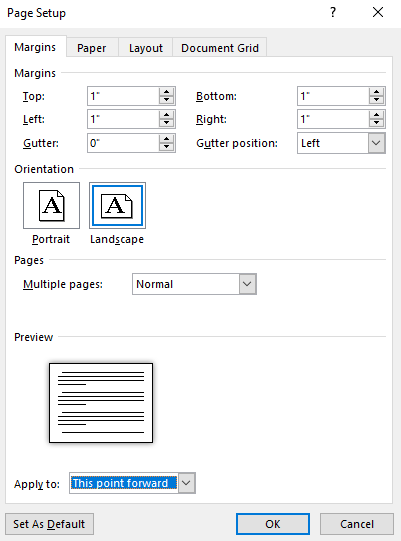 Page Setup ? ✕
Margins Paper Layout Document Grid
Margins
Top: 1" Bottom: 1"
Left: 1" Right: 1"
Gutter: 0" Gutter position: Left
Orientation
A A
Portrait Landscape
Pages
Multiple pages: Normal
Preview
Apply to: This point forward
Set As Default OK Cancel